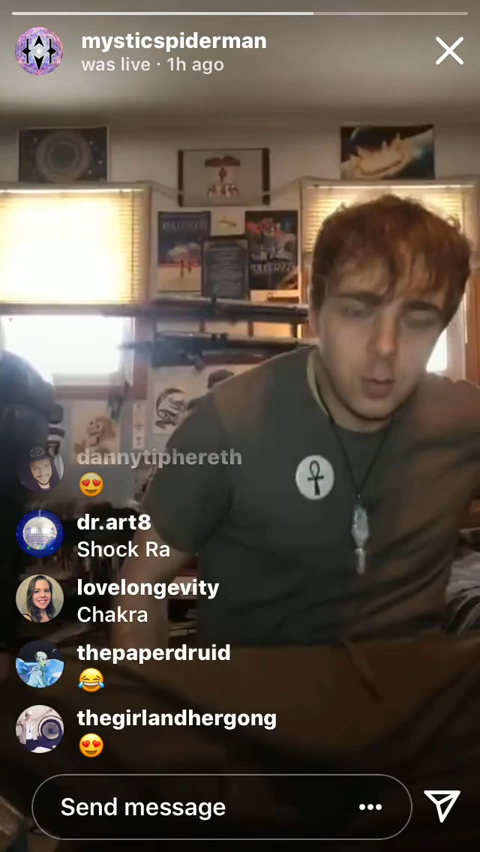 mysticspiderman
was live · 1h ago
dannytiphereth
😍
dr.art8
Shock Ra
lovelongevity
Chakra
thepaperdruid
😂
thegirlandhergong
😍
Send message